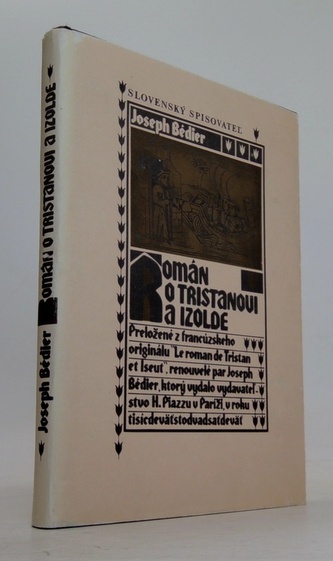 SLOVENSKÝ SPISOVATEĽ
Joseph Bédier
Román
O TRISTANOVI
a IZOLDE
Preložené z francúzskeho
originálu "Le roman de Tristan
et Iseut", renouvelé par Joseph
Bédier, ktorý vydalo vydavateľ-
stvo H. Piazzu v Paríži, v roku
tisícdeväťstodvadsaťdeväť
Joseph Bédier Román O TRISTANOVI a IZOLDE